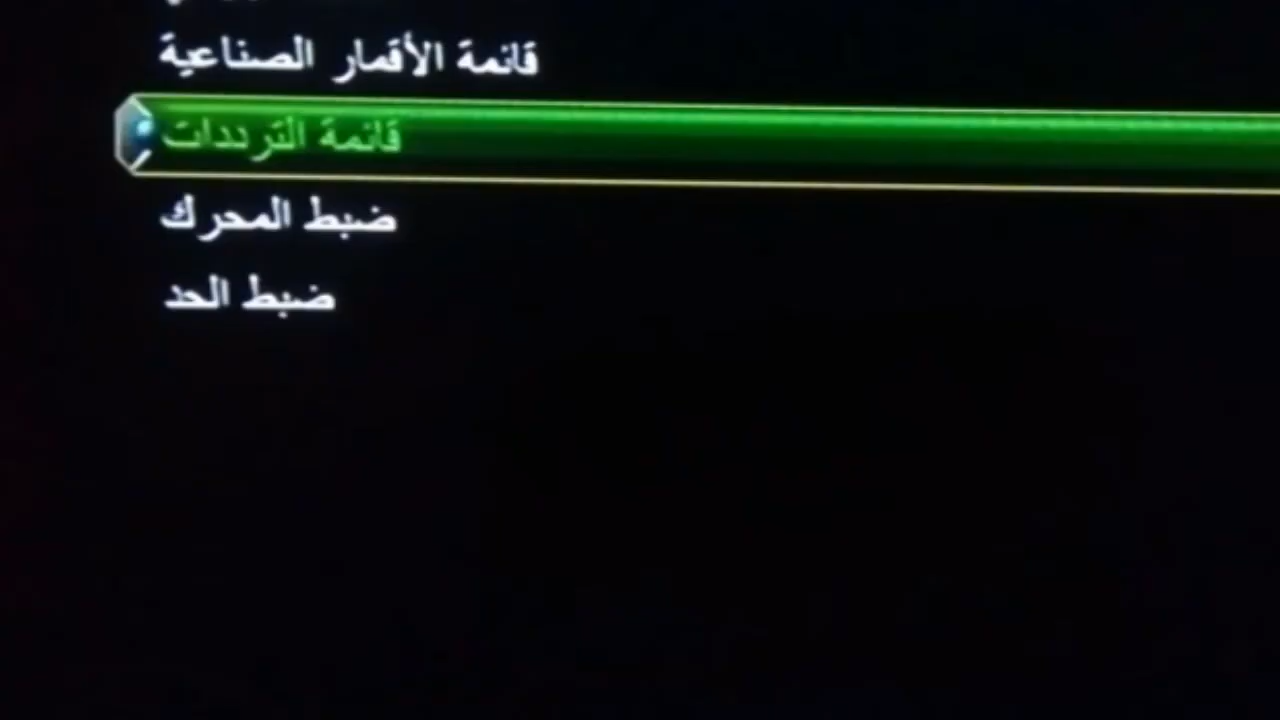 قائمة الأقمار الصناعية
قائمة الترددات
ضبط المحرك
ضبط الحد